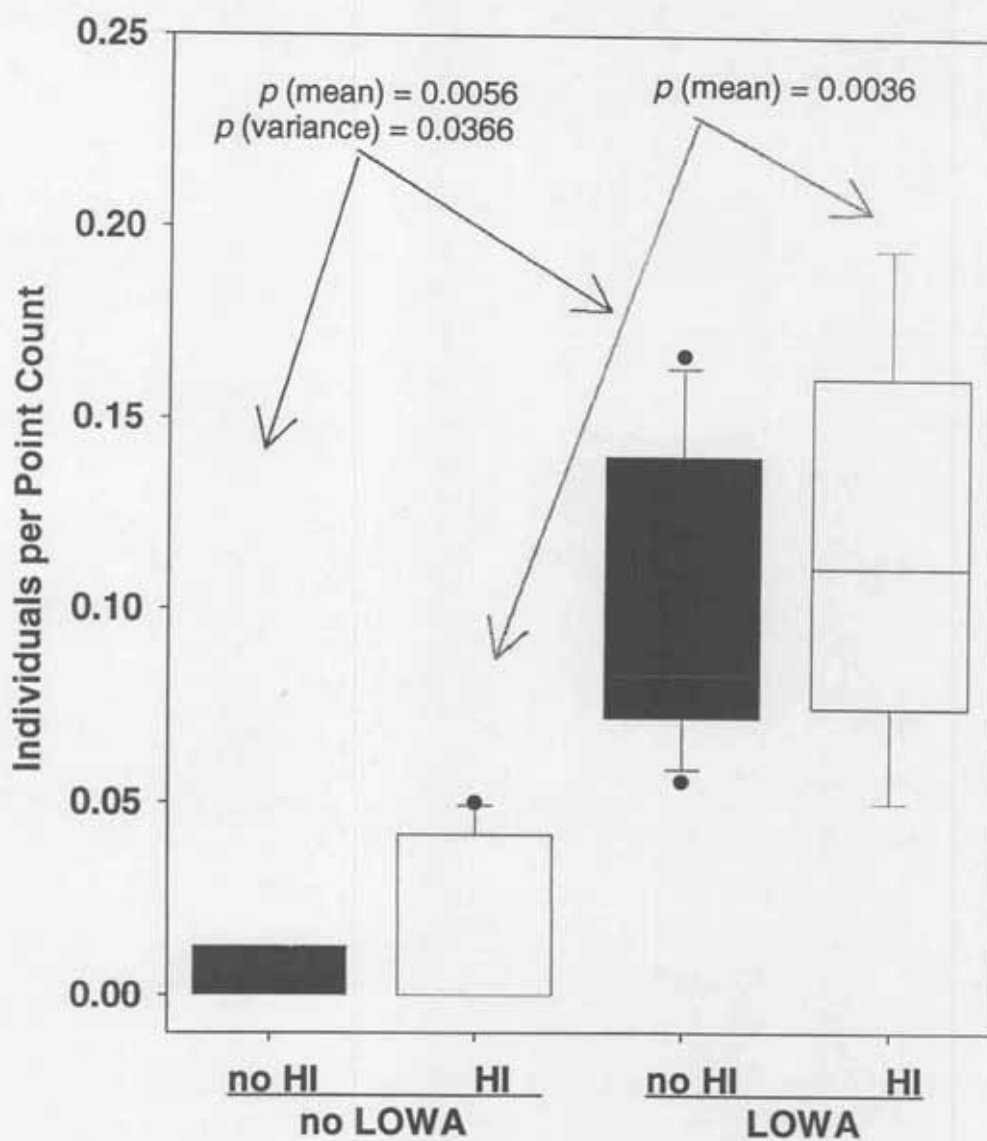 0.25
p (mean) = 0.0056
p (variance) = 0.0366
p (mean) = 0.0036
0.20
0.15
0.10
0.05
0.00
Individuals per Point Count
no HI
HI
no HI
HI
no LOWA
LOWA